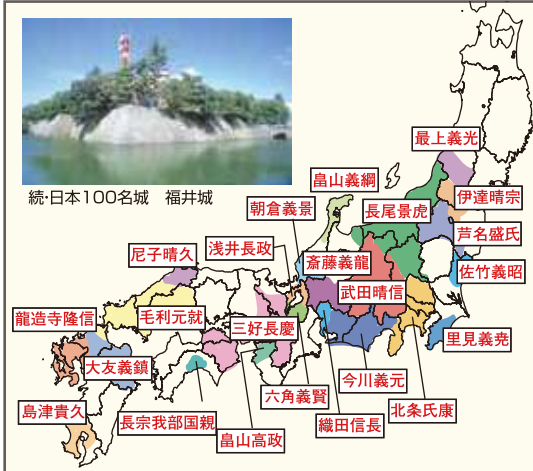 続・日本100名城 福井城
最上義光
畠山義綱
伊達晴宗
朝倉義景
長尾景虎
芦名盛氏
浅井長政
斎藤義龍
尼子晴久
佐竹義昭
武田晴信
龍造寺隆信
毛利元就
三好長慶
里見義堯
大友義鎮
今川義元
六角義賢
北条氏康
島津貴久
長宗我部国親
織田信長
畠山高政